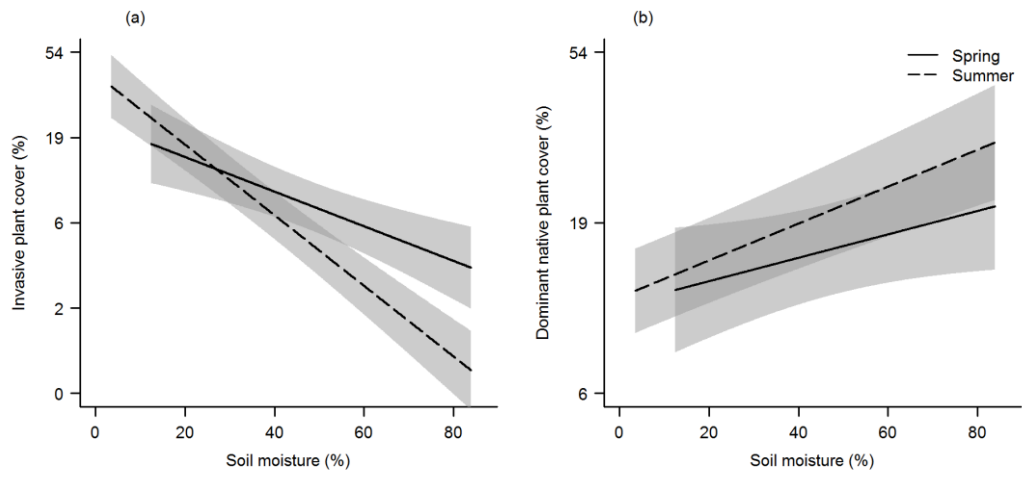 (a)
Invasive plant cover (%)
54
19
6
2
0
0 20 40 60 80
Soil moisture (%)
(b)
Dominant native plant cover (%)
54
19
6
0 20 40 60 80
Soil moisture (%)
Spring
Summer